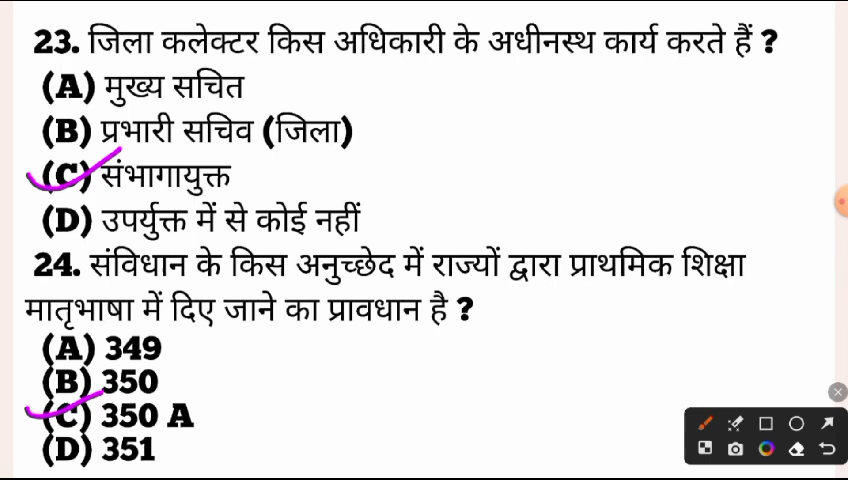 23. जिला कलेक्टर किस अधिकारी के अधीनस्थ कार्य करते हैं ?
(A) मुख्य सचित
(B) प्रभारी सचिव (जिला)
(C) संभागायुक्त
(D) उपर्युक्त में से कोई नहीं
24. संविधान के किस अनुच्छेद में राज्यों द्वारा प्राथमिक शिक्षा
मातृभाषा में दिए जाने का प्रावधान है ?
(A) 349
(B) 350
(C) 350 A
(D) 351